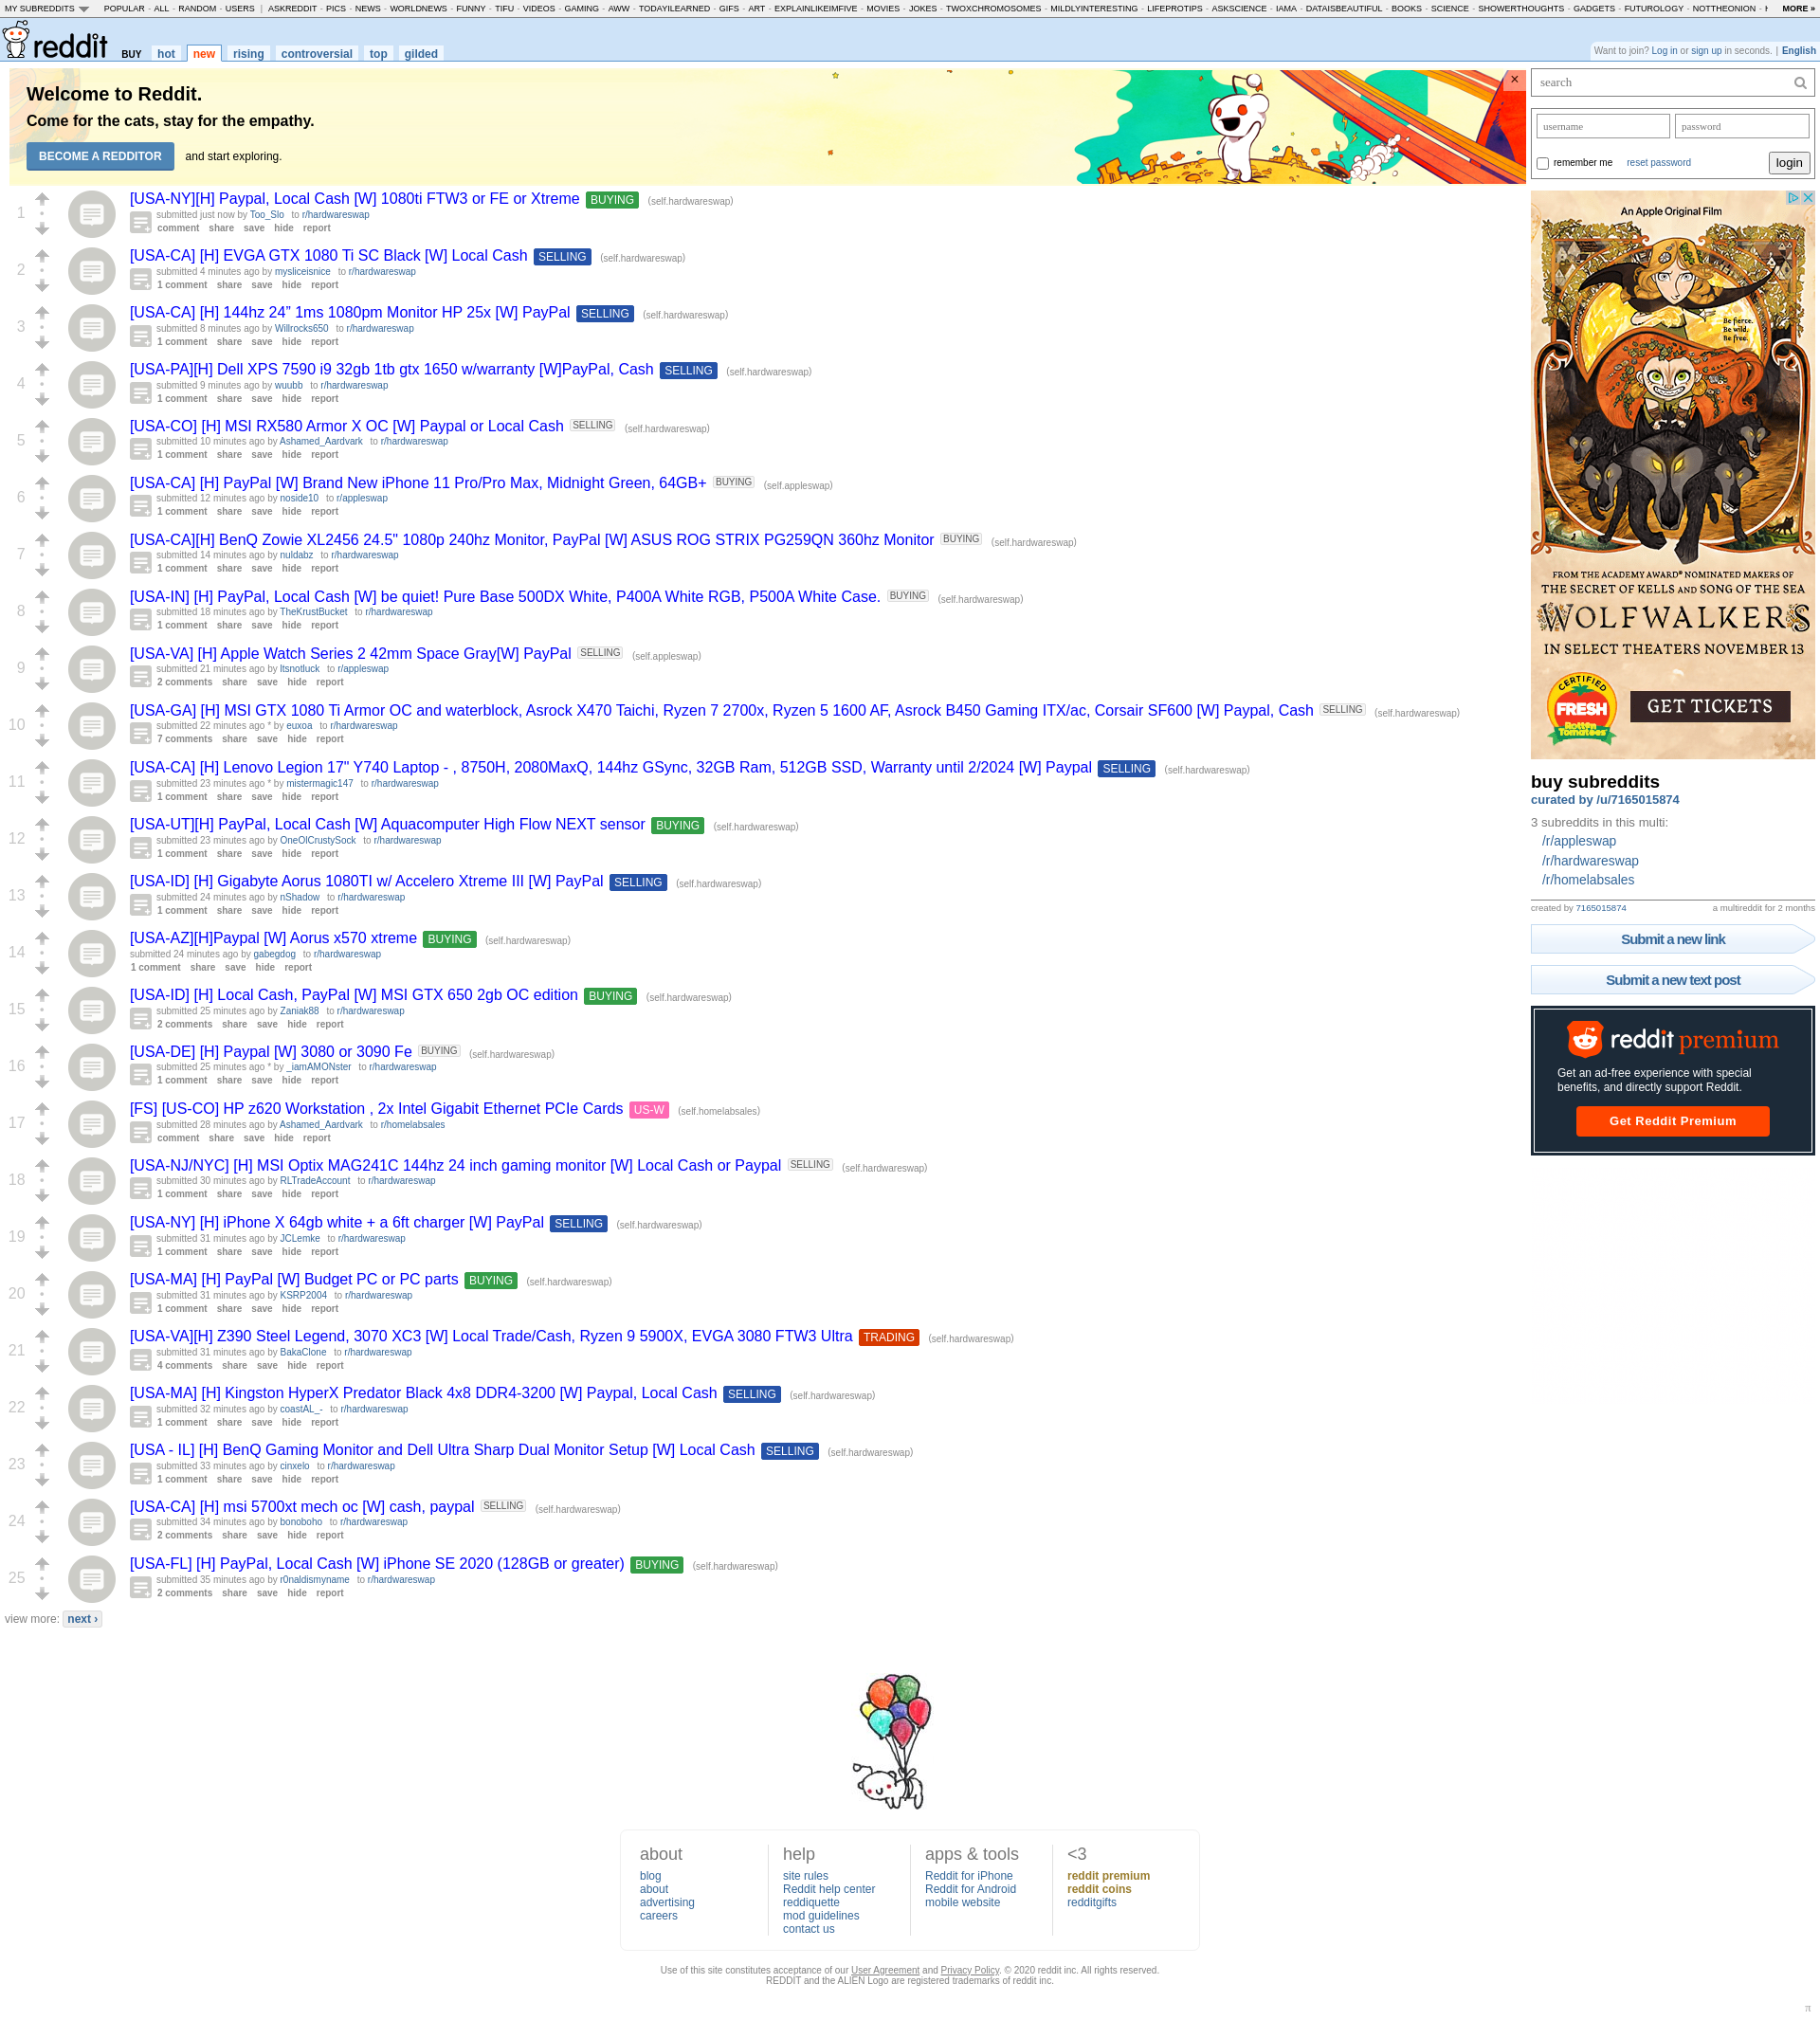 MY SUBREDDITS POPULAR - ALL - RANDOM - USERS | ASKREDDIT - PICS - NEWS - WORLDNEWS - FUNNY - TIFU - VIDEOS - GAMING - AWW - TODAYILEARNED - GIFS - ART - EXPLAINLIKEIMFIVE - MOVIES - JOKES - TWOXCHROMOSOMES - MILDLYINTERESTING - LIFEPROTIPS - ASKSCIENCE - IAMA - DATAISBEAUTIFUL - BOOKS - SCIENCE - SHOWERTHOUGHTS - GADGETS - FUTUROLOGY - NOTTHEONION - MORE »
reddit BUY hot new rising controversial top gilded
Want to join? Log in or sign up in seconds. | English
Welcome to Reddit.
Come for the cats, stay for the empathy.
BECOME A REDDITOR and start exploring.
×
1
[USA-NY][H] Paypal, Local Cash [W] 1080ti FTW3 or FE or Xtreme BUYING (self.hardwareswap)
submitted just now by Too_Slo to r/hardwareswap
comment share save hide report
2
[USA-CA] [H] EVGA GTX 1080 Ti SC Black [W] Local Cash SELLING (self.hardwareswap)
submitted 4 minutes ago by mysliceisnice to r/hardwareswap
1 comment share save hide report
3
[USA-CA] [H] 144hz 24” 1ms 1080pm Monitor HP 25x [W] PayPal SELLING (self.hardwareswap)
submitted 8 minutes ago by Willrocks650 to r/hardwareswap
1 comment share save hide report
4
[USA-PA][H] Dell XPS 7590 i9 32gb 1tb gtx 1650 w/warranty [W]PayPal, Cash SELLING (self.hardwareswap)
submitted 9 minutes ago by wuubb to r/hardwareswap
1 comment share save hide report
5
[USA-CO] [H] MSI RX580 Armor X OC [W] Paypal or Local Cash SELLING (self.hardwareswap)
submitted 10 minutes ago by Ashamed_Aardvark to r/hardwareswap
1 comment share save hide report
6
[USA-CA] [H] PayPal [W] Brand New iPhone 11 Pro/Pro Max, Midnight Green, 64GB+ BUYING (self.appleswap)
submitted 12 minutes ago by noside10 to r/appleswap
1 comment share save hide report
7
[USA-CA][H] BenQ Zowie XL2456 24.5" 1080p 240hz Monitor, PayPal [W] ASUS ROG STRIX PG259QN 360hz Monitor BUYING (self.hardwareswap)
submitted 14 minutes ago by nuldabz to r/hardwareswap
1 comment share save hide report
8
[USA-IN] [H] PayPal, Local Cash [W] be quiet! Pure Base 500DX White, P400A White RGB, P500A White Case. BUYING (self.hardwareswap)
submitted 18 minutes ago by TheKrustBucket to r/hardwareswap
1 comment share save hide report
9
[USA-VA] [H] Apple Watch Series 2 42mm Space Gray[W] PayPal SELLING (self.appleswap)
submitted 21 minutes ago by Itsnotluck to r/appleswap
2 comments share save hide report
10
[USA-GA] [H] MSI GTX 1080 Ti Armor OC and waterblock, Asrock X470 Taichi, Ryzen 7 2700x, Ryzen 5 1600 AF, Asrock B450 Gaming ITX/ac, Corsair SF600 [W] Paypal, Cash SELLING (self.hardwareswap)
submitted 22 minutes ago * by euxoa to r/hardwareswap
7 comments share save hide report
11
[USA-CA] [H] Lenovo Legion 17" Y740 Laptop - , 8750H, 2080MaxQ, 144hz GSync, 32GB Ram, 512GB SSD, Warranty until 2/2024 [W] Paypal SELLING (self.hardwareswap)
submitted 23 minutes ago * by mistermagic147 to r/hardwareswap
1 comment share save hide report
12
[USA-UT][H] PayPal, Local Cash [W] Aquacomputer High Flow NEXT sensor BUYING (self.hardwareswap)
submitted 23 minutes ago by OneOlCrustySock to r/hardwareswap
1 comment share save hide report
13
[USA-ID] [H] Gigabyte Aorus 1080TI w/ Accelero Xtreme III [W] PayPal SELLING (self.hardwareswap)
submitted 24 minutes ago by nShadow to r/hardwareswap
1 comment share save hide report
14
[USA-AZ][H]Paypal [W] Aorus x570 xtreme BUYING (self.hardwareswap)
submitted 24 minutes ago by gabegdog to r/hardwareswap
1 comment share save hide report
15
[USA-ID] [H] Local Cash, PayPal [W] MSI GTX 650 2gb OC edition BUYING (self.hardwareswap)
submitted 25 minutes ago by Zaniak88 to r/hardwareswap
2 comments share save hide report
16
[USA-DE] [H] Paypal [W] 3080 or 3090 Fe BUYING (self.hardwareswap)
submitted 25 minutes ago * by _iamAMONster to r/hardwareswap
1 comment share save hide report
17
[FS] [US-CO] HP z620 Workstation , 2x Intel Gigabit Ethernet PCIe Cards US-W (self.homelabsales)
submitted 28 minutes ago by Ashamed_Aardvark to r/homelabsales
comment share save hide report
18
[USA-NJ/NYC] [H] MSI Optix MAG241C 144hz 24 inch gaming monitor [W] Local Cash or Paypal SELLING (self.hardwareswap)
submitted 30 minutes ago by RLTradeAccount to r/hardwareswap
1 comment share save hide report
19
[USA-NY] [H] iPhone X 64gb white + a 6ft charger [W] PayPal SELLING (self.hardwareswap)
submitted 31 minutes ago by JCLemke to r/hardwareswap
1 comment share save hide report
20
[USA-MA] [H] PayPal [W] Budget PC or PC parts BUYING (self.hardwareswap)
submitted 31 minutes ago by KSRP2004 to r/hardwareswap
1 comment share save hide report
21
[USA-VA][H] Z390 Steel Legend, 3070 XC3 [W] Local Trade/Cash, Ryzen 9 5900X, EVGA 3080 FTW3 Ultra TRADING (self.hardwareswap)
submitted 31 minutes ago by BakaClone to r/hardwareswap
4 comments share save hide report
22
[USA-MA] [H] Kingston HyperX Predator Black 4x8 DDR4-3200 [W] Paypal, Local Cash SELLING (self.hardwareswap)
submitted 32 minutes ago by coastAL_- to r/hardwareswap
1 comment share save hide report
23
[USA - IL] [H] BenQ Gaming Monitor and Dell Ultra Sharp Dual Monitor Setup [W] Local Cash SELLING (self.hardwareswap)
submitted 33 minutes ago by cinxelo to r/hardwareswap
1 comment share save hide report
24
[USA-CA] [H] msi 5700xt mech oc [W] cash, paypal SELLING (self.hardwareswap)
submitted 34 minutes ago by bonoboho to r/hardwareswap
2 comments share save hide report
25
[USA-FL] [H] PayPal, Local Cash [W] iPhone SE 2020 (128GB or greater) BUYING (self.hardwareswap)
submitted 35 minutes ago by r0naldismyname to r/hardwareswap
2 comments share save hide report
view more: next ›
search
username password
remember me reset password login
An Apple Original Film
Be fierce.
Be wild.
Be free.
FROM THE ACADEMY AWARD® NOMINATED MAKERS OF
THE SECRET OF KELLS AND SONG OF THE SEA
WOLFWALKERS
IN SELECT THEATERS NOVEMBER 13
CERTIFIED
FRESH
Rotten
Tomatoes
GET TICKETS
buy subreddits
curated by /u/7165015874
3 subreddits in this multi:
/r/appleswap
/r/hardwareswap
/r/homelabsales
created by 7165015874 a multireddit for 2 months
Submit a new link
Submit a new text post
reddit premium
Get an ad-free experience with special
benefits, and directly support Reddit.
Get Reddit Premium
about
blog
about
advertising
careers
help
site rules
Reddit help center
reddiquette
mod guidelines
contact us
apps & tools
Reddit for iPhone
Reddit for Android
mobile website
<3
reddit premium
reddit coins
redditgifts
Use of this site constitutes acceptance of our User Agreement and Privacy Policy. © 2020 reddit inc. All rights reserved.
REDDIT and the ALIEN Logo are registered trademarks of reddit inc.
π